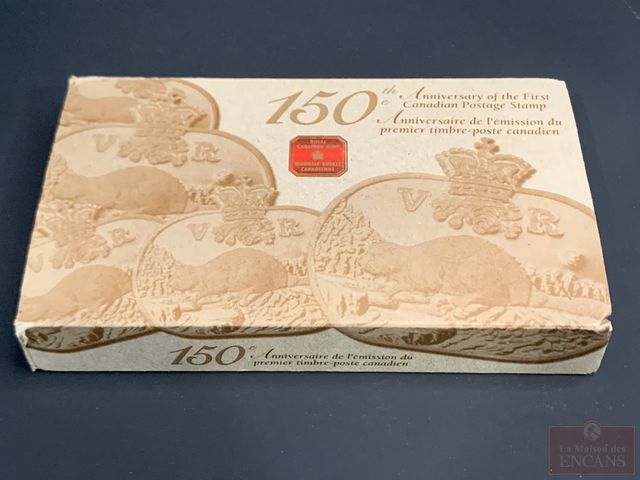 150th Anniversary of the First
Canadian Postage Stamp
e Anniversaire de l'émission du
premier timbre-poste canadien
ROYAL
CANADIAN MINT
MONNAIE ROYALE
CANADIENNE
V R
V R
V R
V R
150e Anniversaire de l'émission du
premier timbre-poste canadien
La Maison des
ENCANS